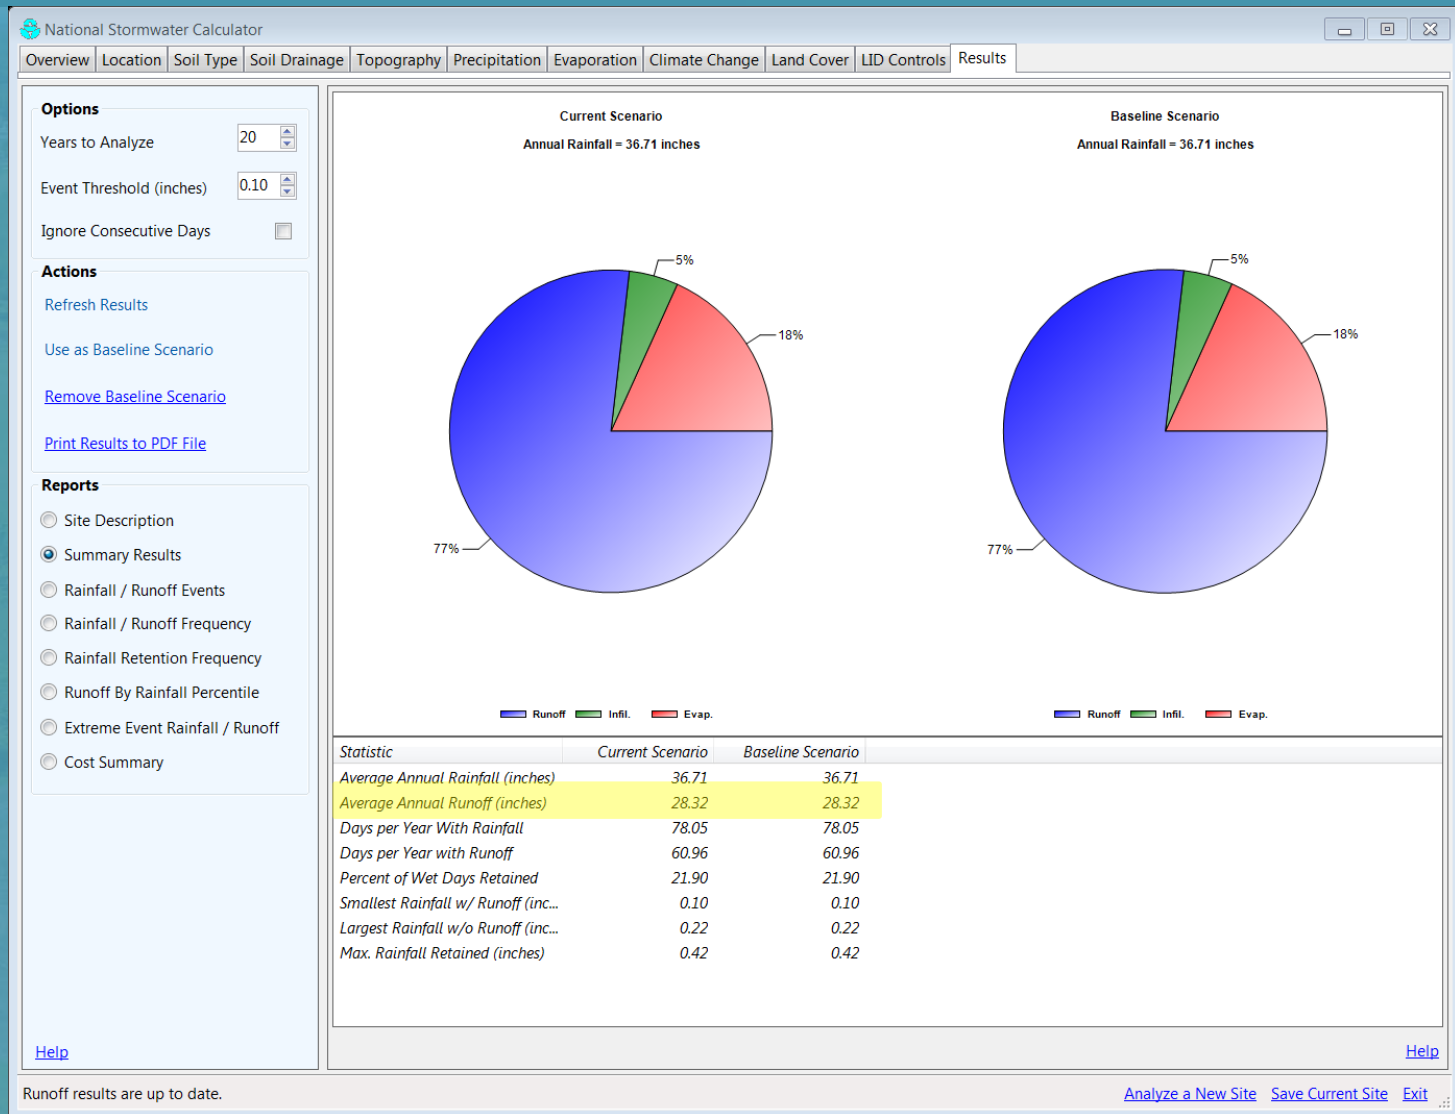 National Stormwater Calculator
Overview Location Soil Type Soil Drainage Topography Precipitation Evaporation Climate Change Land Cover LID Controls Results
Options
Years to Analyze 20
Event Threshold (inches) 0.10
Ignore Consecutive Days
Actions
Refresh Results
Use as Baseline Scenario
Remove Baseline Scenario
Print Results to PDF File
Reports
Site Description
Summary Results
Rainfall / Runoff Events
Rainfall / Runoff Frequency
Rainfall Retention Frequency
Runoff By Rainfall Percentile
Extreme Event Rainfall / Runoff
Cost Summary
Help
Current Scenario
Annual Rainfall = 36.71 inches
5%
18%
77%
Runoff Infil. Evap.
Baseline Scenario
Annual Rainfall = 36.71 inches
5%
18%
77%
Runoff Infil. Evap.
Statistic Current Scenario Baseline Scenario
Average Annual Rainfall (inches) 36.71 36.71
Average Annual Runoff (inches) 28.32 28.32
Days per Year With Rainfall 78.05 78.05
Days per Year with Runoff 60.96 60.96
Percent of Wet Days Retained 21.90 21.90
Smallest Rainfall w/ Runoff (inc... 0.10 0.10
Largest Rainfall w/o Runoff (inc... 0.22 0.22
Max. Rainfall Retained (inches) 0.42 0.42
Help
Runoff results are up to date.
Analyze a New Site Save Current Site Exit